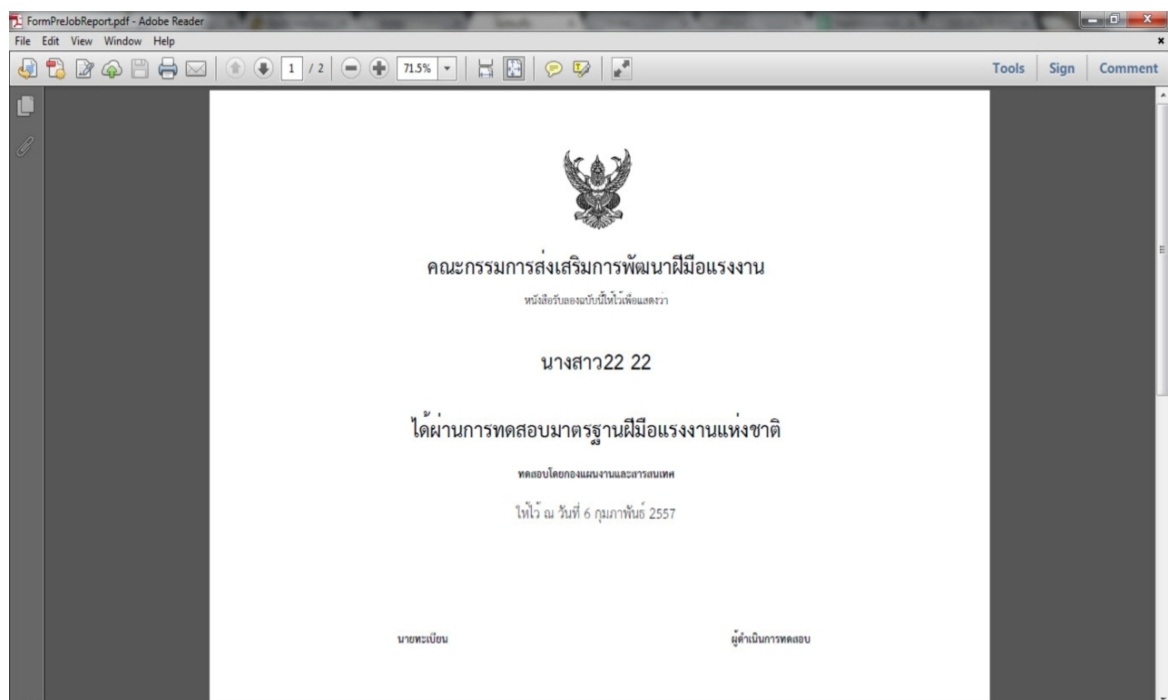 FormPreJobReport.pdf - Adobe Reader
File Edit View Window Help
1 / 2 71.5% Tools Sign Comment
คณะกรรมการส่งเสริมการพัฒนาฝีมือแรงงาน
หนังสือรับลองฉบับนี้ให้ไว้เพื่อแสดงว่า
นางสาว22 22
ได้ผ่านการทดสอบมาตรฐานฝีมือแรงงานแห่งชาติ
ทดสอบโดยกองแผนงานและสารสนเทศ
ให้ไว้ ณ วันที่ 6 กุมภาพันธ์ 2557
นายทะเบียน ผู้ดำเนินการทดสอบ